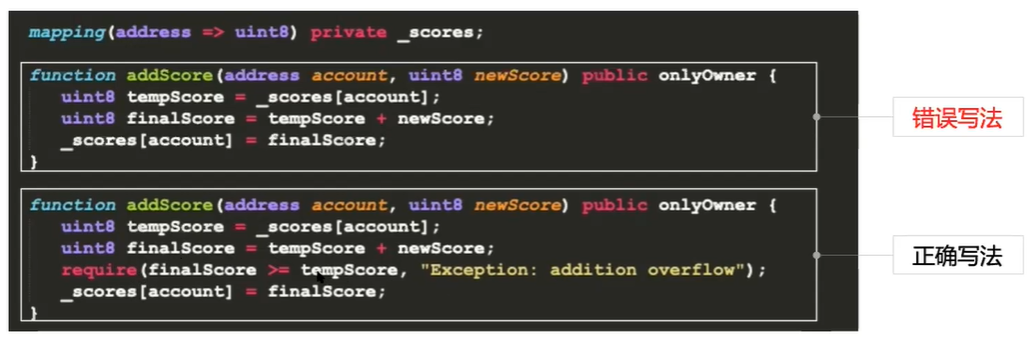 mapping(address => uint8) private _scores;
function addScore(address account, uint8 newScore) public onlyOwner {
uint8 tempScore = _scores[account];
uint8 finalScore = tempScore + newScore;
_scores[account] = finalScore;
}
错误写法
function addScore(address account, uint8 newScore) public onlyOwner {
uint8 tempScore = _scores[account];
uint8 finalScore = tempScore + newScore;
require(finalScore >= tempScore, "Exception: addition overflow");
_scores[account] = finalScore;
}
正确写法